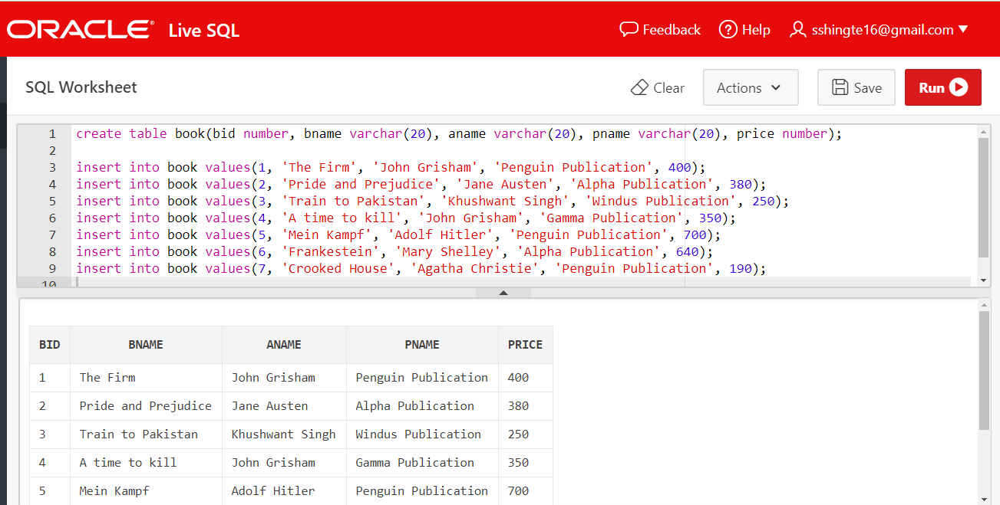 ORACLE® Live SQL Feedback Help sshingte16@gmail.com
SQL Worksheet Clear Actions Save Run
1 create table book(bid number, bname varchar(20), aname varchar(20), pname varchar(20), price number);
2
3 insert into book values(1, 'The Firm', 'John Grisham', 'Penguin Publication', 400);
4 insert into book values(2, 'Pride and Prejudice', 'Jane Austen', 'Alpha Publication', 380);
5 insert into book values(3, 'Train to Pakistan', 'Khushwant Singh', 'Windus Publication', 250);
6 insert into book values(4, 'A time to kill', 'John Grisham', 'Gamma Publication', 350);
7 insert into book values(5, 'Mein Kampf', 'Adolf Hitler', 'Penguin Publication', 700);
8 insert into book values(6, 'Frankestein', 'Mary Shelley', 'Alpha Publication', 640);
9 insert into book values(7, 'Crooked House', 'Agatha Christie', 'Penguin Publication', 190);
10
BID BNAME ANAME PNAME PRICE
1 The Firm John Grisham Penguin Publication 400
2 Pride and Prejudice Jane Austen Alpha Publication 380
3 Train to Pakistan Khushwant Singh Windus Publication 250
4 A time to kill John Grisham Gamma Publication 350
5 Mein Kampf Adolf Hitler Penguin Publication 700